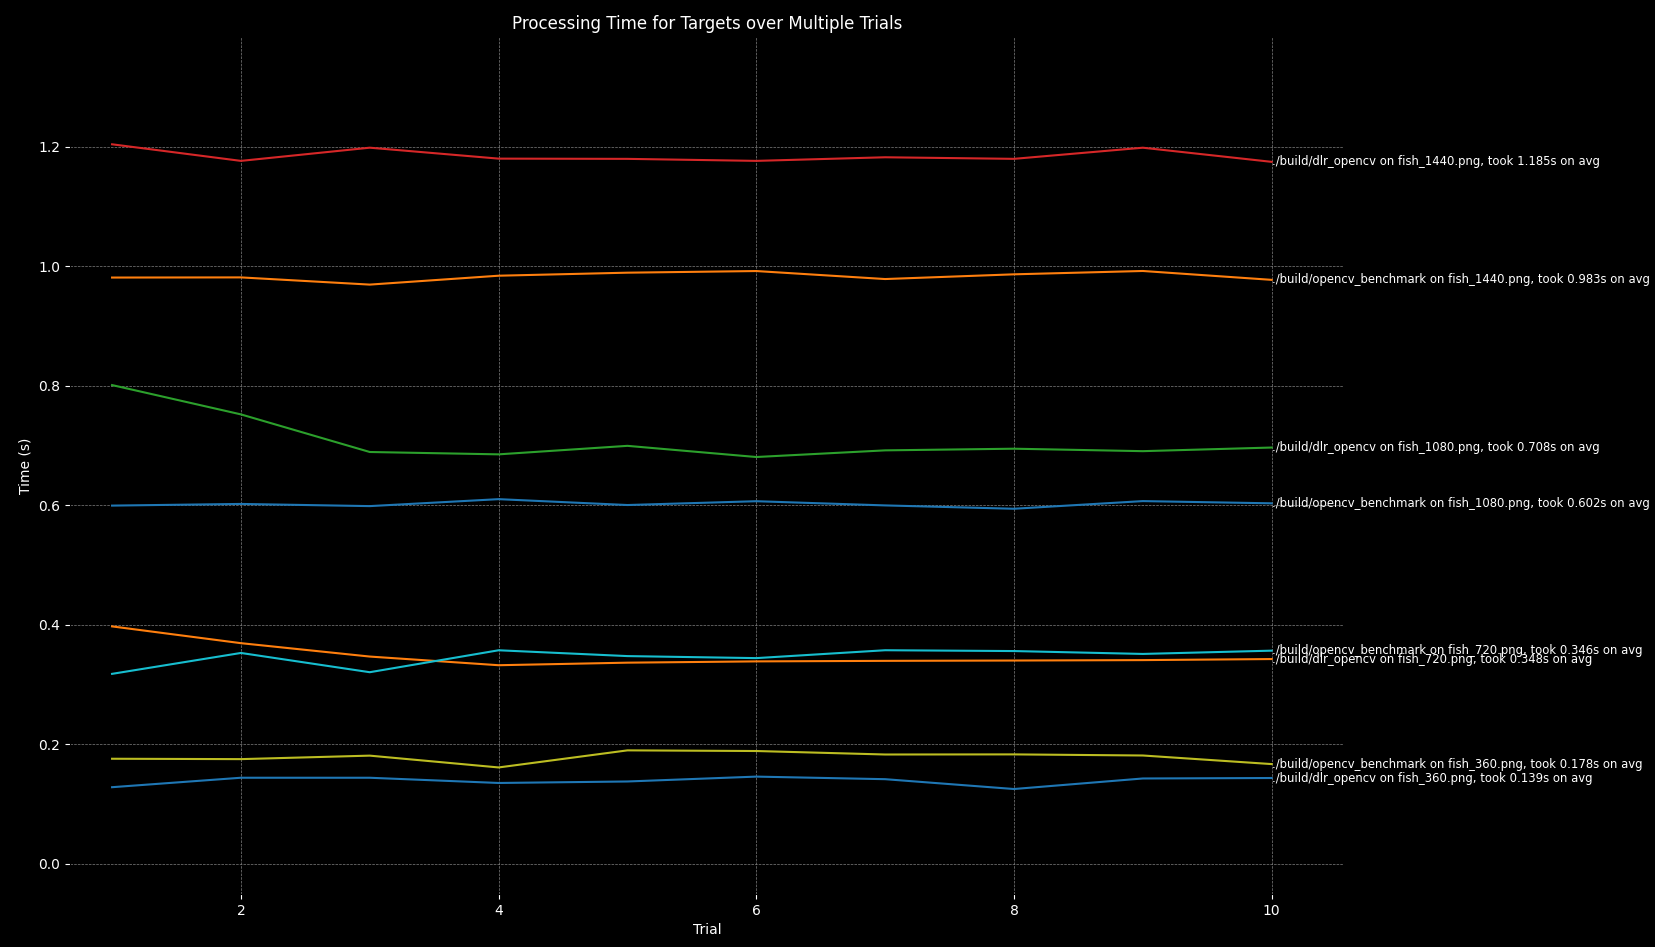 Processing Time for Targets over Multiple Trials
1.2
./build/dlr_opencv on fish_1440.png, took 1.185s on avg
1.0
./build/opencv_benchmark on fish_1440.png, took 0.983s on avg
0.8
./build/dlr_opencv on fish_1080.png, took 0.708s on avg
Time (s)
./build/opencv_benchmark on fish_1080.png, took 0.602s on avg
0.6
0.4
./build/opencv_benchmark on fish_720.png, took 0.346s on avg
./build/dlr_opencv on fish_720.png, took 0.348s on avg
0.2
./build/opencv_benchmark on fish_360.png, took 0.178s on avg
./build/dlr_opencv on fish_360.png, took 0.139s on avg
0.0
2 4 6 8 10
Trial